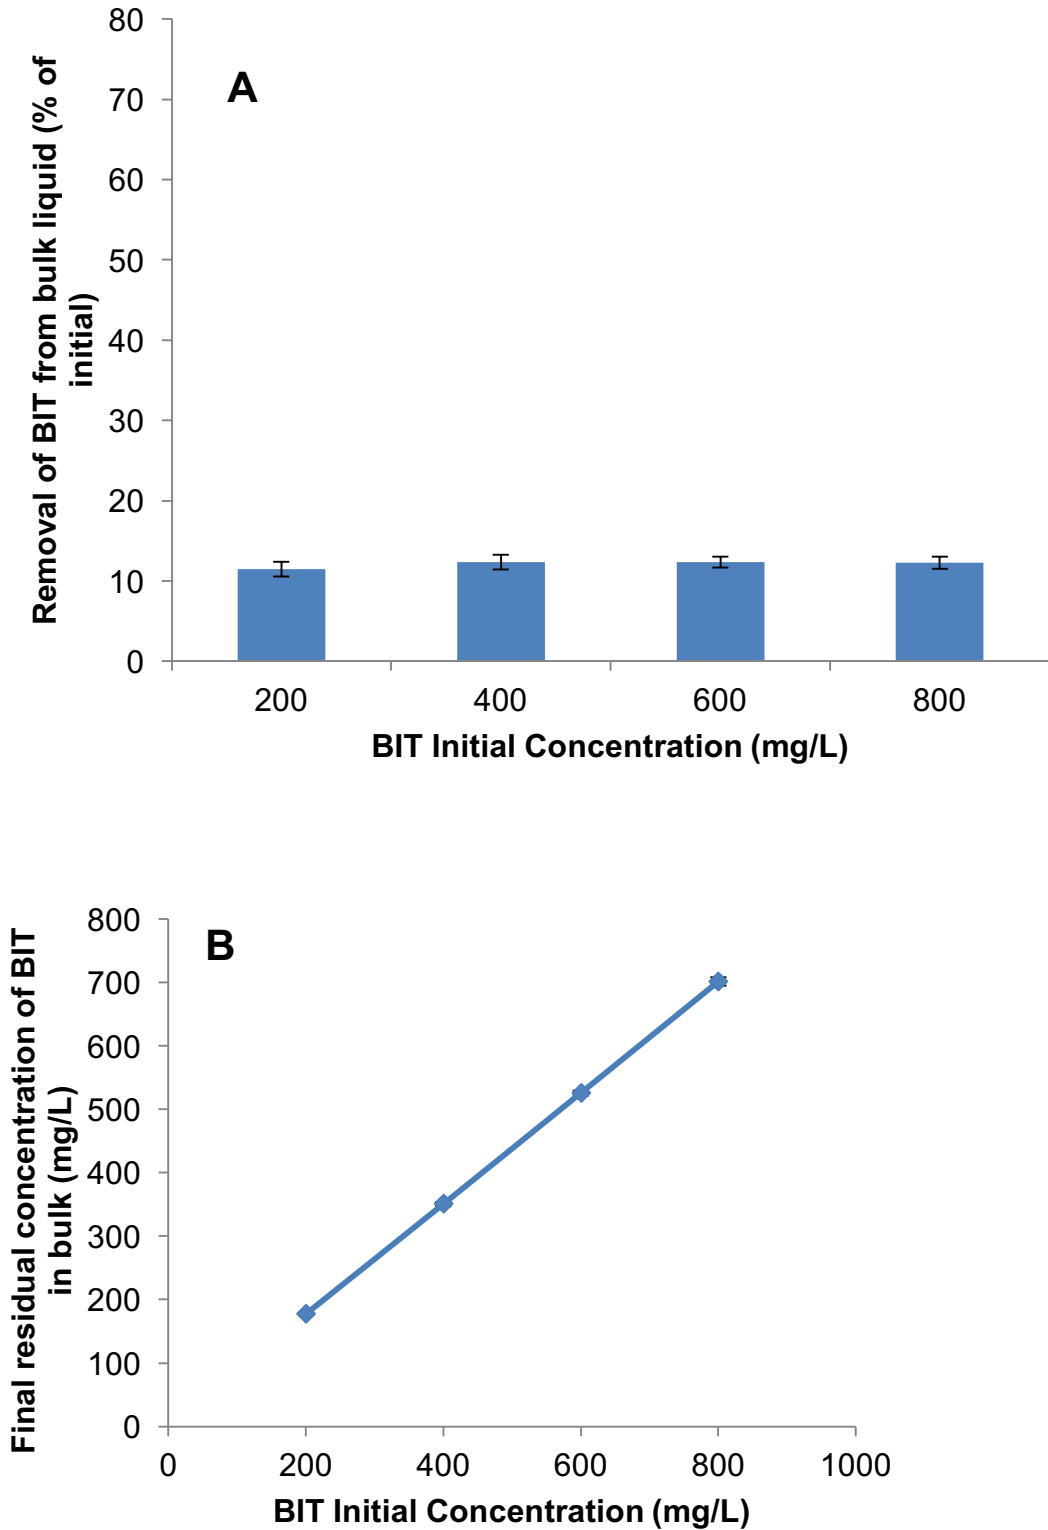 A
Removal of BIT from bulk liquid (% of
initial)
80
70
60
50
40
30
20
10
0
200 400 600 800
BIT Initial Concentration (mg/L)
B
Final residual concentration of BIT
in bulk (mg/L)
800
700
600
500
400
300
200
100
0
0 200 400 600 800 1000
BIT Initial Concentration (mg/L)